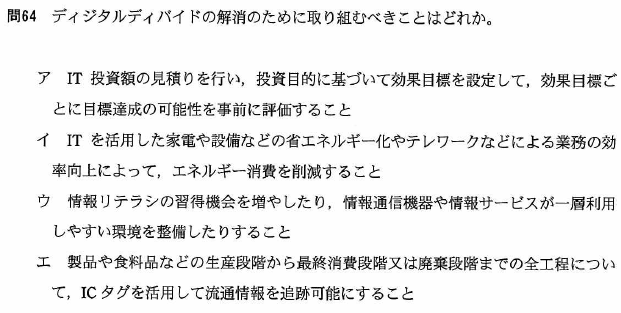 問64 ディジタルディバイドの解消のために取り組むべきことはどれか。
ア IT 投資額の見積りを行い，投資目的に基づいて効果目標を設定して，効果目標ご
とに目標達成の可能性を事前に評価すること
イ IT を活用した家電や設備などの省エネルギー化やテレワークなどによる業務の効
率向上によって，エネルギー消費を削減すること
ウ 情報リテラシの習得機会を増やしたり，情報通信機器や情報サービスが一層利用
しやすい環境を整備したりすること
エ 製品や食料品などの生産段階から最終消費段階又は廃棄段階までの全工程につい
て，IC タグを活用して流通情報を追跡可能にすること